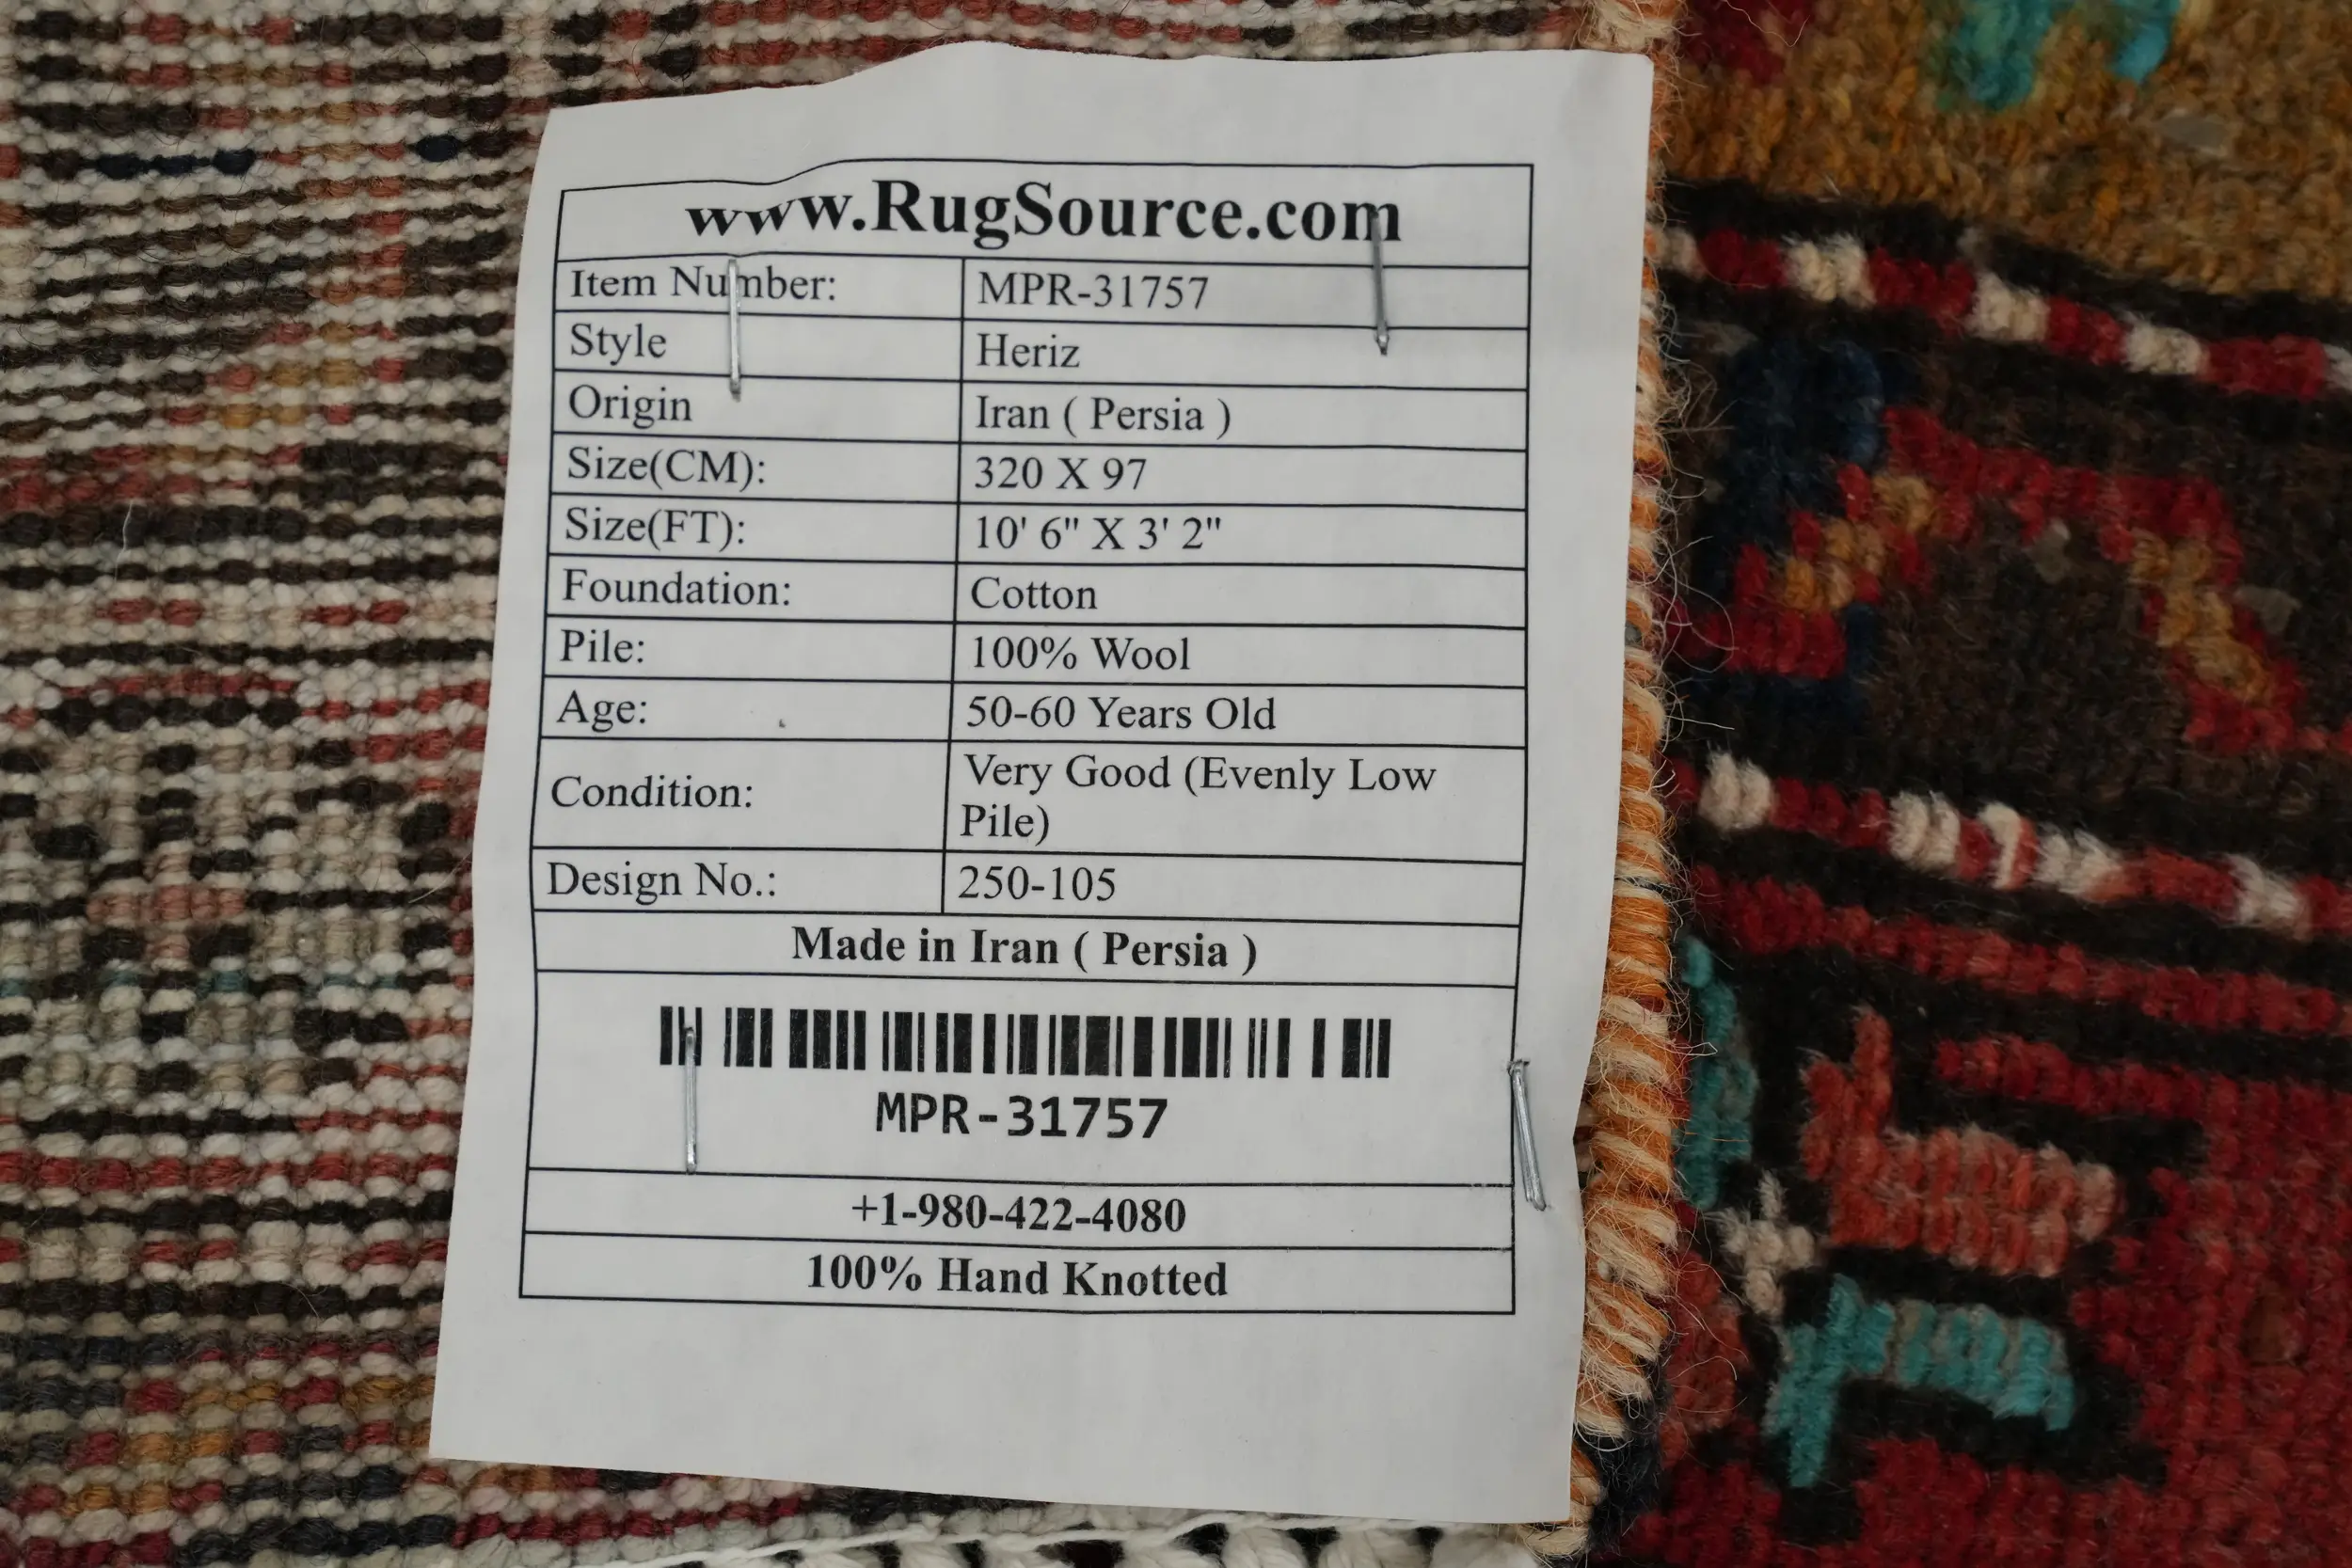 www.RugSource.com
Item Number: MPR-31757
Style Heriz
Origin Iran ( Persia )
Size(CM): 320 X 97
Size(FT): 10' 6" X 3' 2"
Foundation: Cotton
Pile: 100% Wool
Age: 50-60 Years Old
Condition: Very Good (Evenly Low
Pile)
Design No.: 250-105
Made in Iran ( Persia )
MPR-31757
+1-980-422-4080
100% Hand Knotted